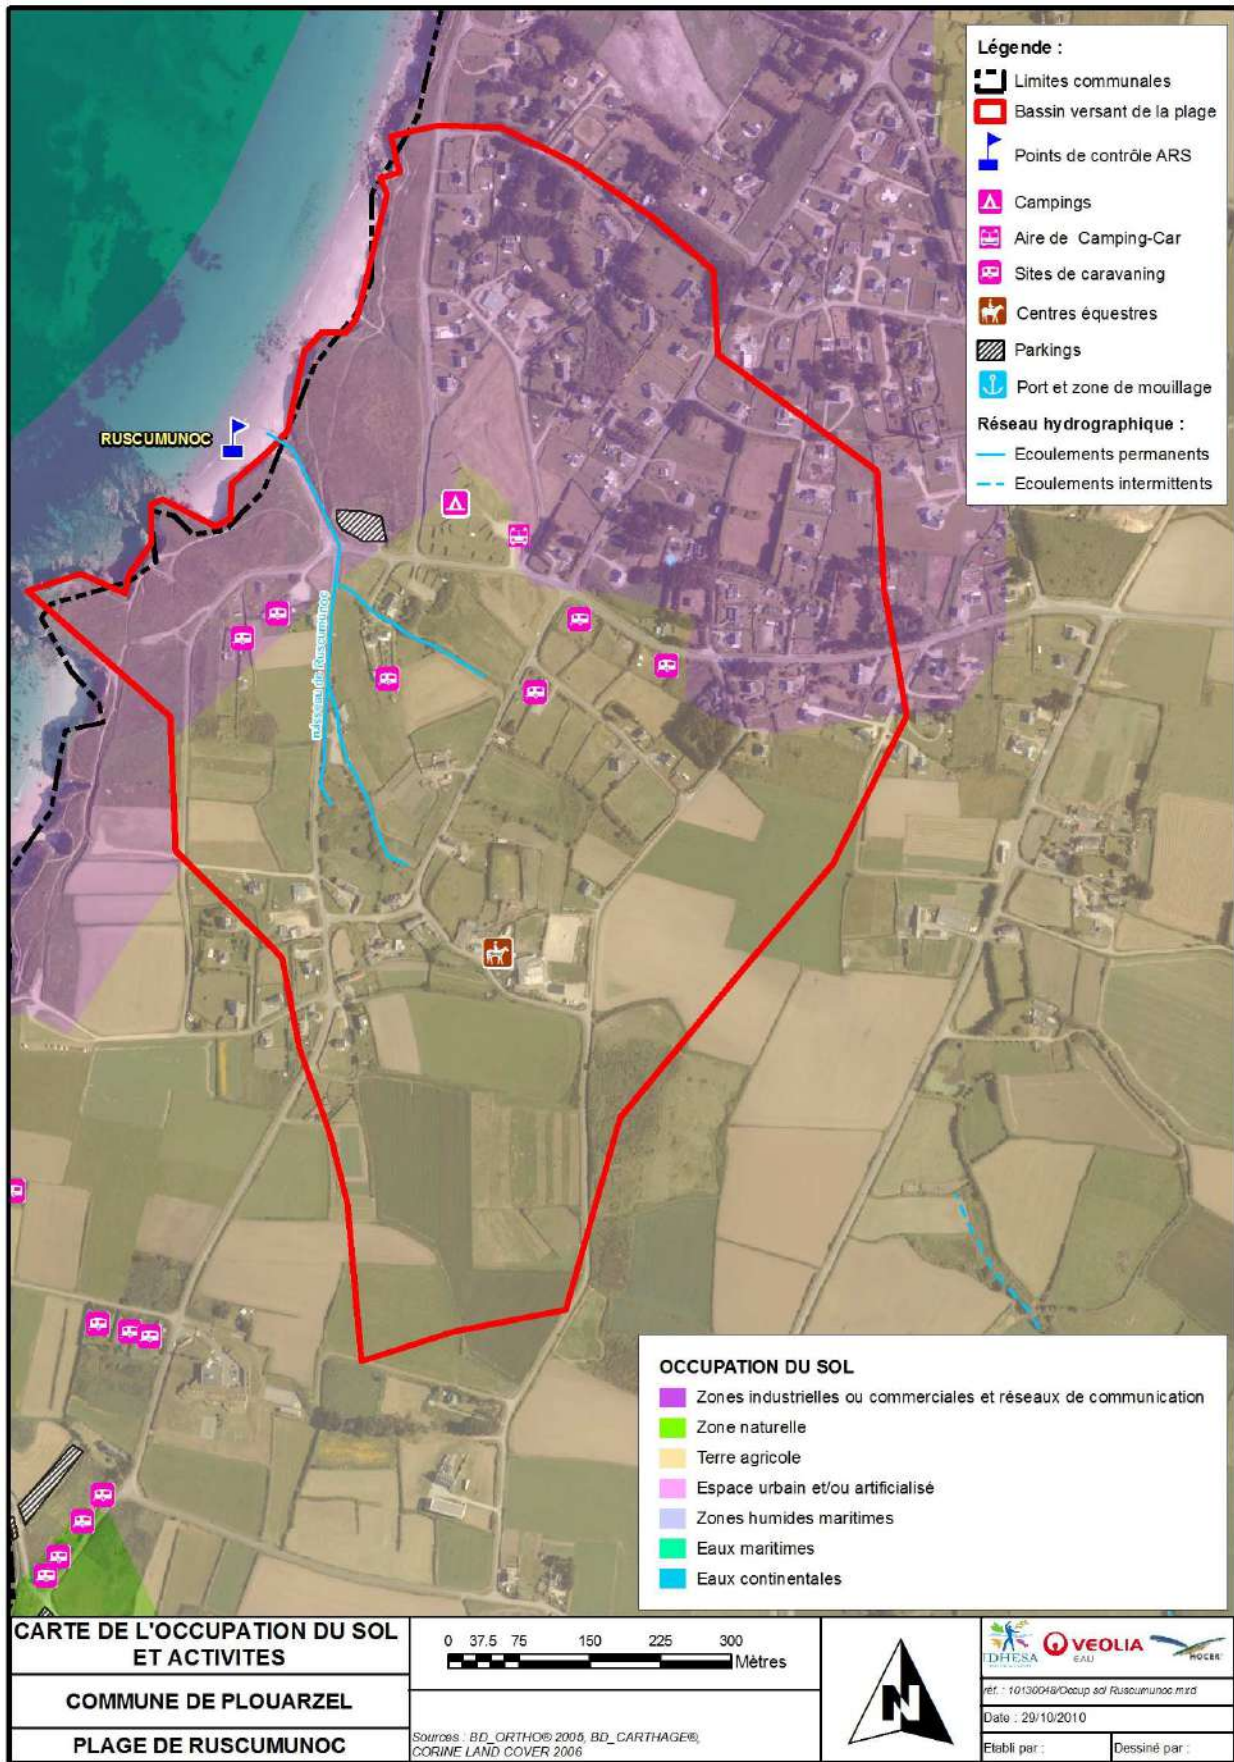 Légende :
Limites communales
Bassin versant de la plage
Points de contrôle ARS
Campings
Aire de Camping-Car
Sites de caravaning
Centres équestres
Parkings
Port et zone de mouillage
Réseau hydrographique :
Ecoulements permanents
Ecoulements intermittents
RUSCUMUNOC
ruisseau de Ruscumunoc
OCCUPATION DU SOL
Zones industrielles ou commerciales et réseaux de communication
Zone naturelle
Terre agricole
Espace urbain et/ou artificialisé
Zones humides maritimes
Eaux maritimes
Eaux continentales
CARTE DE L'OCCUPATION DU SOL
ET ACTIVITES
COMMUNE DE PLOUARZEL
PLAGE DE RUSCUMUNOC
0 37.5 75 150 225 300
Mètres
Sources : BD_ORTHO® 2005, BD_CARTHAGE®,
CORINE LAND COVER 2006
N
IDHESA
VEOLIA
EAU
HOCER
réf. : 10130048/Occup sol Ruscumunoc.mxd
Date : 29/10/2010
Etabli par :
Dessiné par :